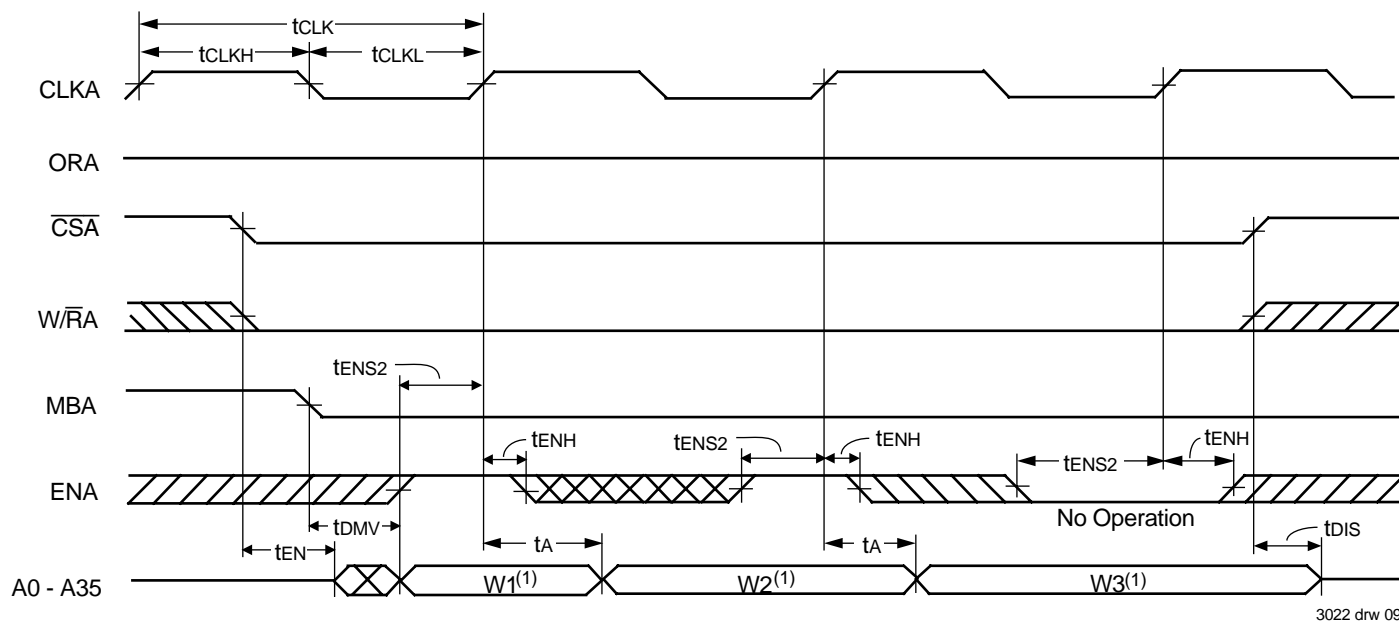 tCLK
tCLKH
tCLKL
CLKA
ORA
CSA
W/RA
tENS2
MBA
tENH
tENS2
tENH
tENS2
tENH
ENA
No Operation
tDMV
tEN
tA
tA
tDIS
A0 - A35
W1(1)
W2(1)
W3(1)
3022 drw 09